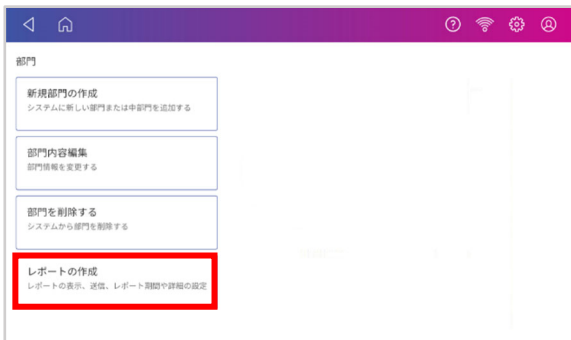 部門
新規部門の作成
システムに新しい部門または中部門を追加する
部門内容編集
部門情報を変更する
部門を削除する
システムから部門を削除する
レポートの作成
レポートの表示、送信、レポート期間や詳細の設定